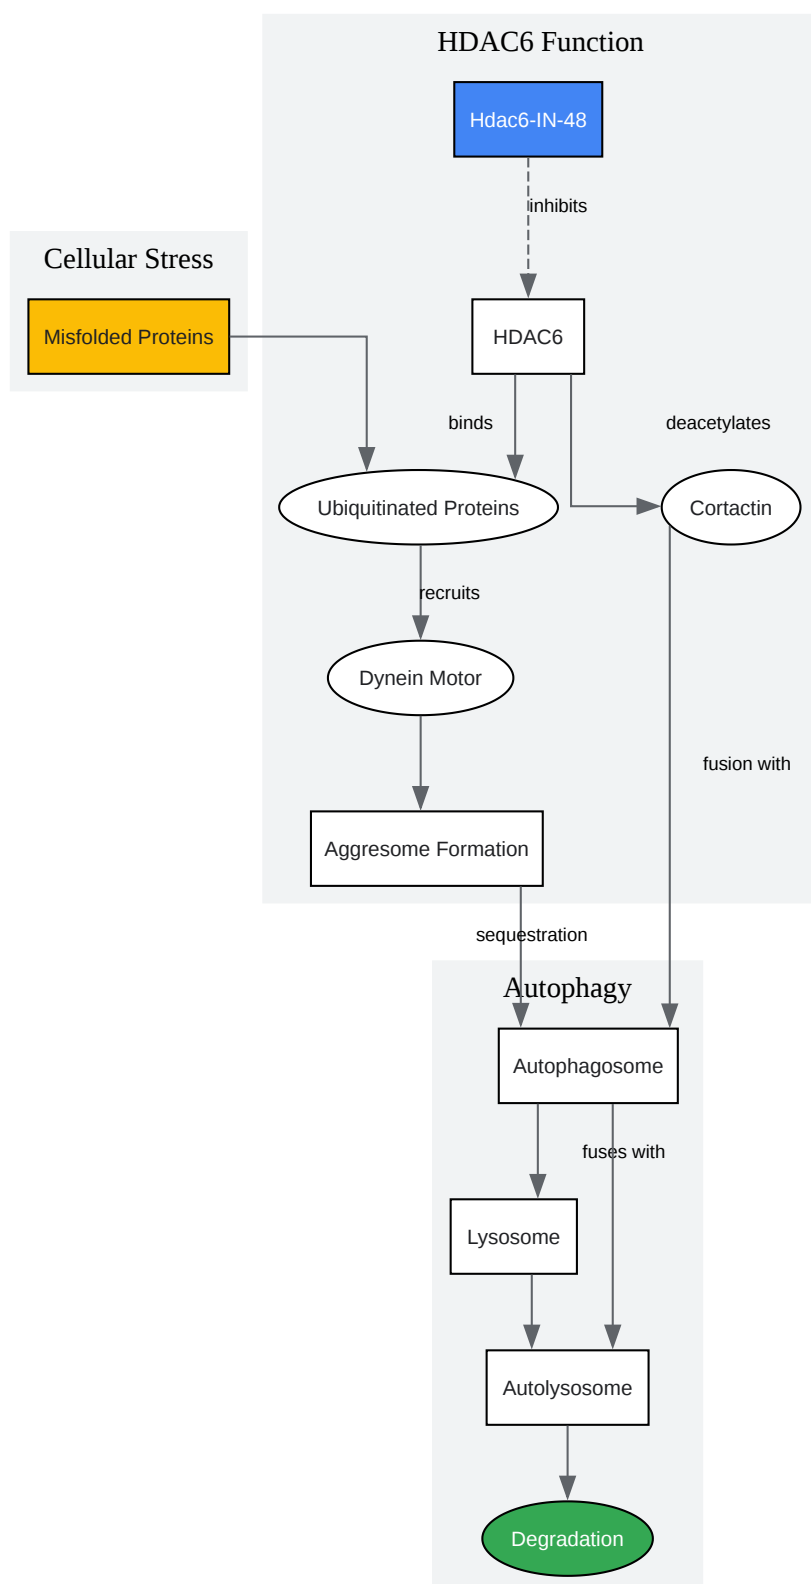 HDAC6 Function
Hdac6-IN-48
inhibits
Cellular Stress
Misfolded Proteins
HDAC6
binds
deacetylates
Ubiquitinated Proteins
Cortactin
recruits
Dynein Motor
fusion with
Aggresome Formation
sequestration
Autophagy
Autophagosome
fuses with
Lysosome
Autolysosome
Degradation